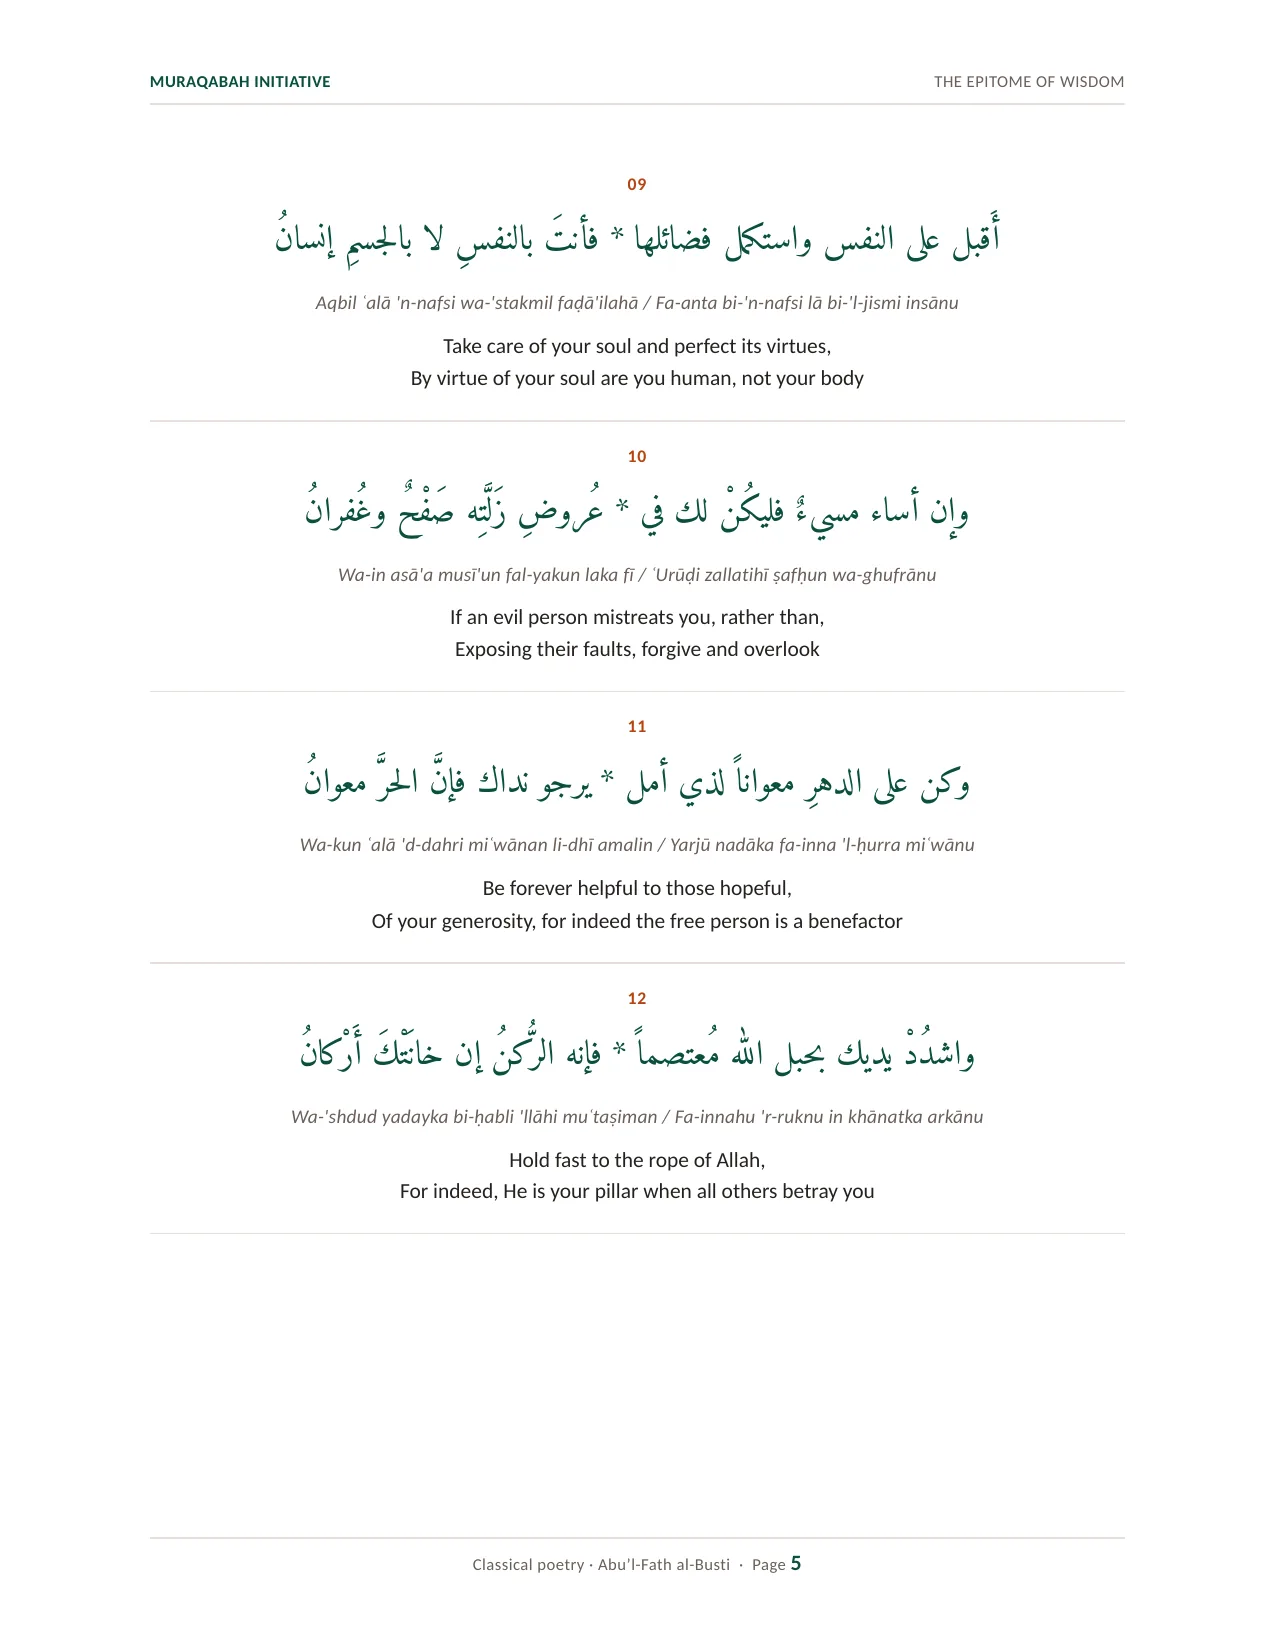 MURAQABAH INITIATIVE
THE EPITOME OF WISDOM
09
أَقبل على النفس واستكمل فضائلها * فأنتَ بالنفسِ لا بالجسمِ إنسانُ
Aqbil ʿalā 'n-nafsi wa-'stakmil faḍā'ilahā / Fa-anta bi-'n-nafsi lā bi-'l-jismi insānu
Take care of your soul and perfect its virtues,
By virtue of your soul are you human, not your body
10
وإن أساء مسيءٌ فليكُنْ لك في * عُروضِ زَلَّتِه صَفْحٌ وغُفرانُ
Wa-in asā'a musī'un fal-yakun laka fī / ʿUrūḍi zallatihī ṣafḥun wa-ghufrānu
If an evil person mistreats you, rather than,
Exposing their faults, forgive and overlook
11
وكن على الدهرِ معواناً لذي أمل * يرجو نداك فإنَّ الحرَّ معوانُ
Wa-kun ʿalā 'd-dahri miʿwānan li-dhī amalin / Yarjū nadāka fa-inna 'l-ḥurra miʿwānu
Be forever helpful to those hopeful,
Of your generosity, for indeed the free person is a benefactor
12
واشدُدْ يديك بحبل الله مُعتصماً * فإنه الرُّكنُ إن خانَتْكَ أَرْكانُ
Wa-'shdud yadayka bi-ḥabli 'llāhi muʿtaṣiman / Fa-innahu 'r-ruknu in khānatka arkānu
Hold fast to the rope of Allah,
For indeed, He is your pillar when all others betray you
Classical poetry · Abu’l-Fath al-Busti · Page 5